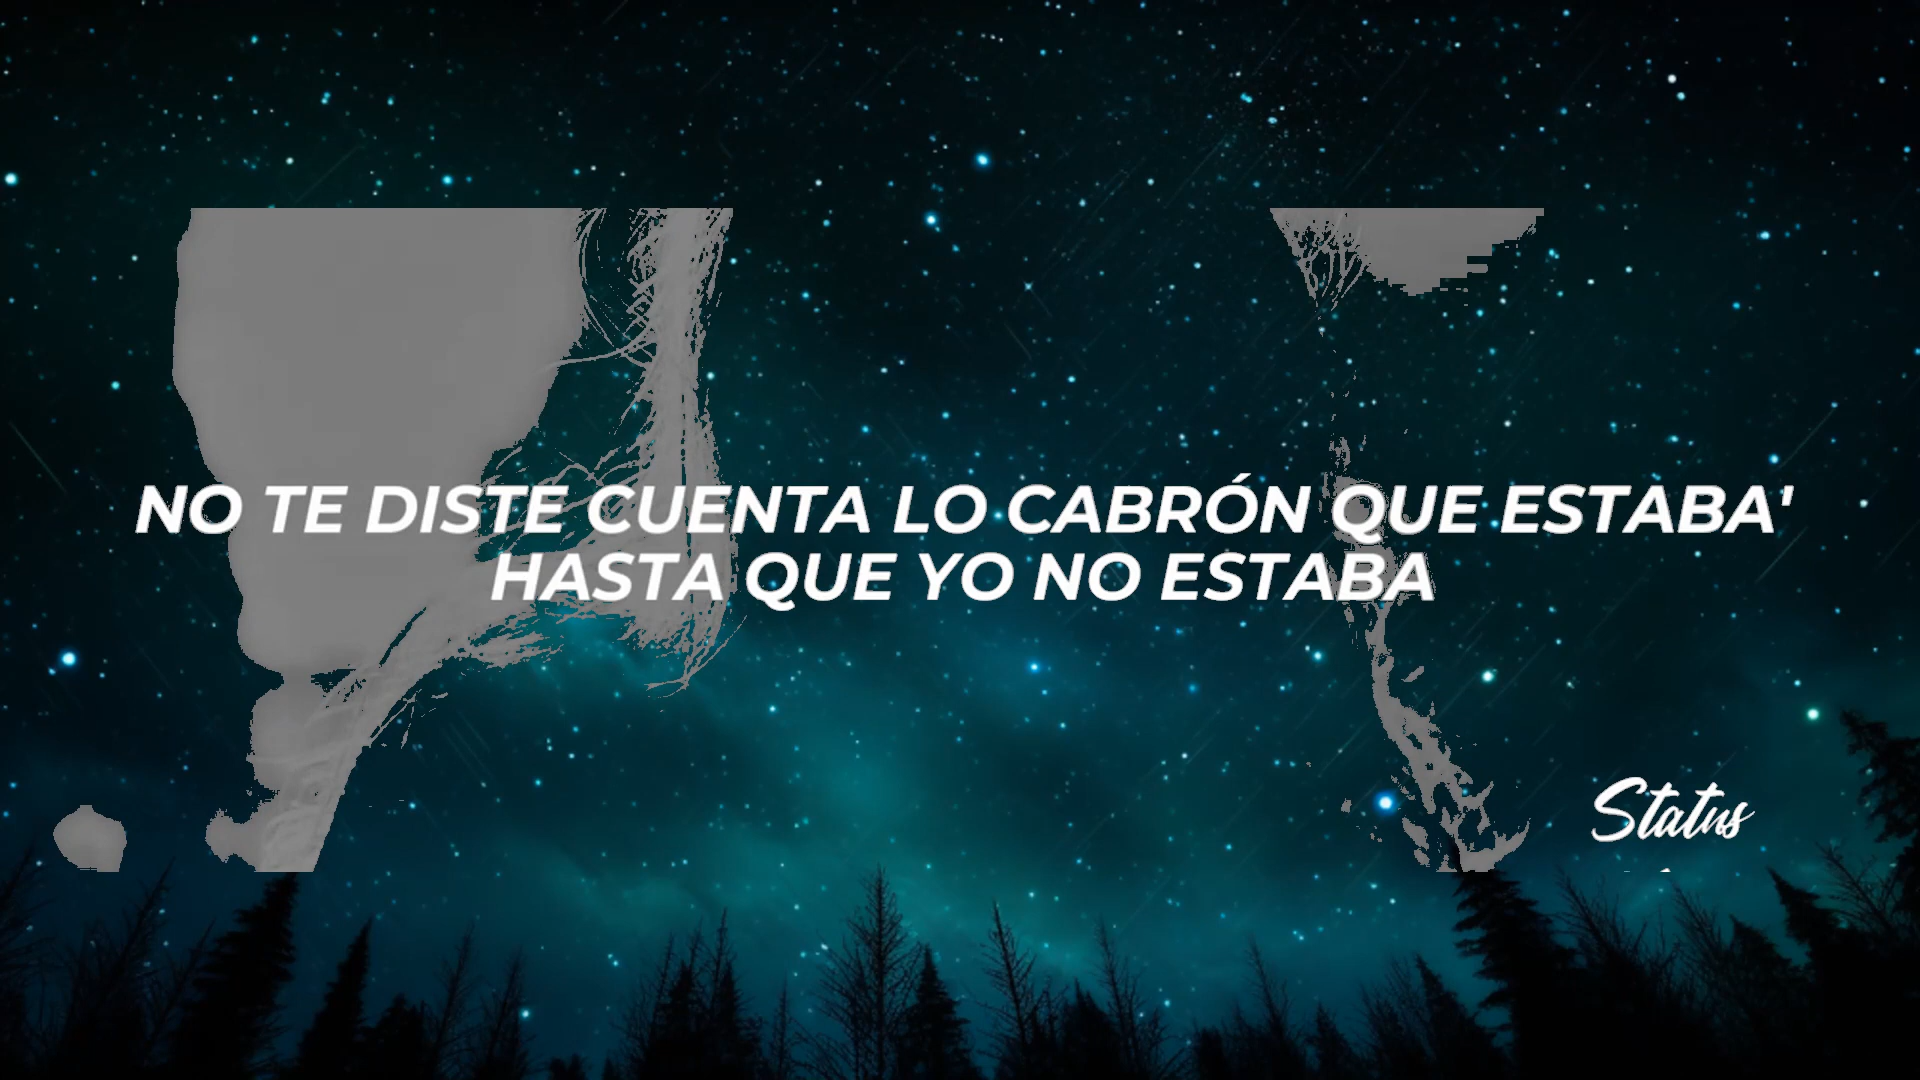 NO TE DISTE CUENTA LO CABRÓN QUE ESTABA'
HASTA QUE YO NO ESTABA
Status